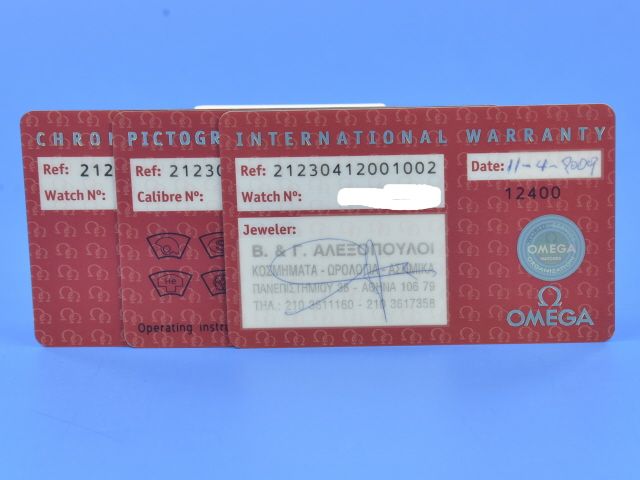 CHRO
Ref: 212
Watch Nº:
PICTOGR
Ref: 21230
Calibre Nº:
He
Operating instru
INTERNATIONAL WARRANTY
Ref: 21230412001002
Watch Nº:
Date: 11-4-2009
12400
Jeweler:
Β. & Γ. ΑΛΕΞΟΠΟΥΛΟΙ
ΚΟΣΜΗΜΑΤΑ - ΩΡΟΛΟΓΙΑ - ΑΣΗΜΙΚΑ
ΠΑΝΕΠΙΣΤΗΜΙΟΥ 38 - ΑΘΗΝΑ 106 79
ΤΗΛ.: 210 3611160 - 210 3617358
OMEGA
Ω
OMEGA